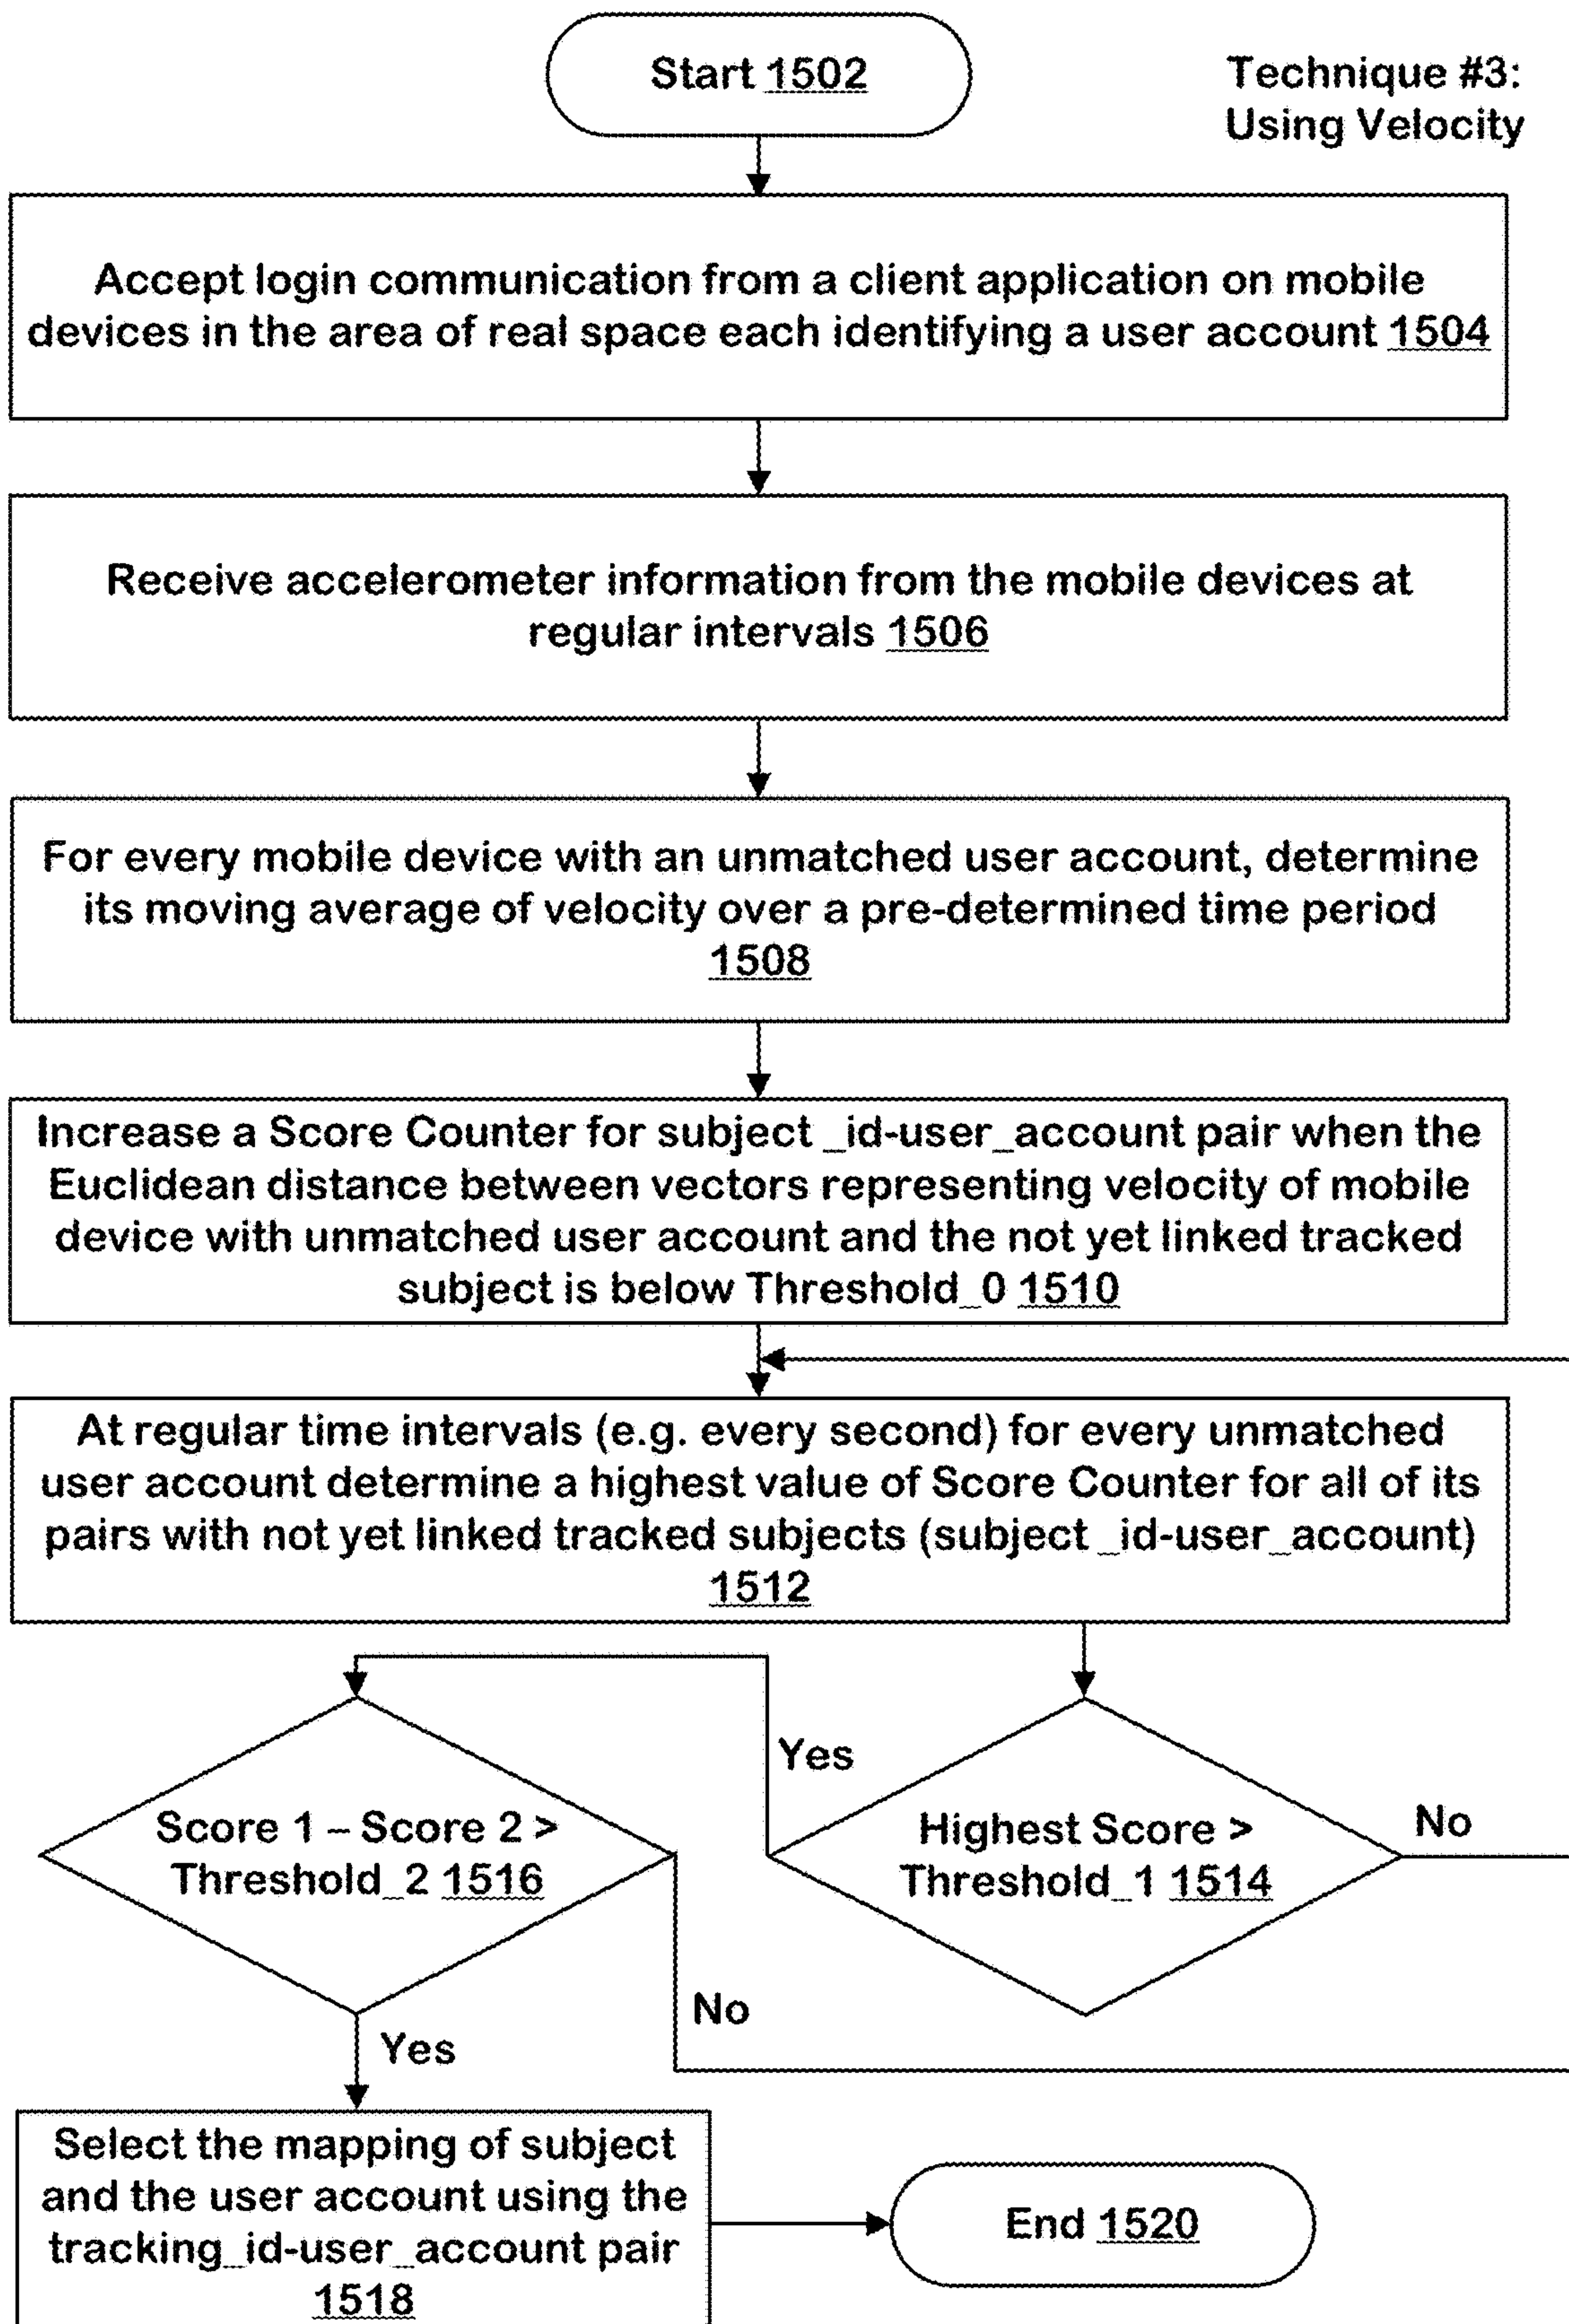 Start 1502
Technique #3:
Using Velocity
Accept login communication from a client application on mobile
devices in the area of real space each identifying a user account 1504
Receive accelerometer information from the mobile devices at
regular intervals 1506
For every mobile device with an unmatched user account, determine
its moving average of velocity over a pre-determined time period
1508
Increase a Score Counter for subject _id-user_account pair when the
Euclidean distance between vectors representing velocity of mobile
device with unmatched user account and the not yet linked tracked
subject is below Threshold_0 1510
At regular time intervals (e.g. every second) for every unmatched
user account determine a highest value of Score Counter for all of its
pairs with not yet linked tracked subjects (subject _id-user_account)
1512
Yes
Highest Score >
Threshold_1 1514
No
Score 1 – Score 2 >
Threshold_2 1516
No
Yes
Select the mapping of subject
and the user account using the
tracking_id-user_account pair
1518
End 1520